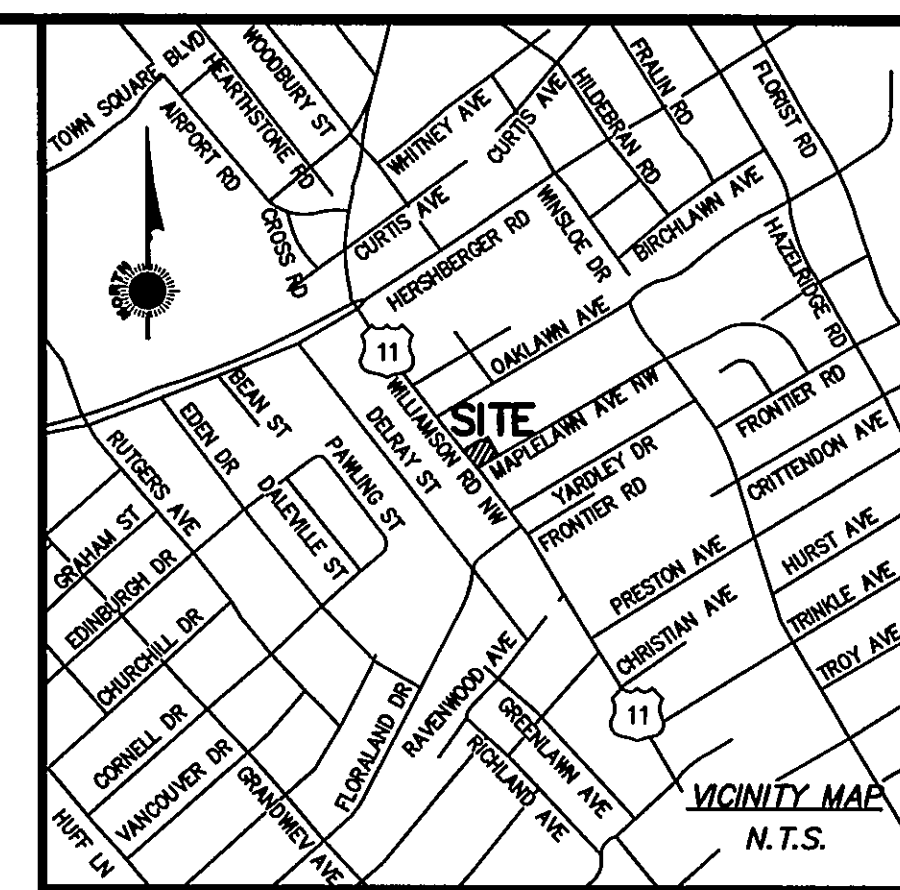 TOWN SQUARE BLVD
HEARTHSTONE RD
WOODBURY ST
AIRPORT RD
CROSS RD
WHITNEY AVE
CURTIS AVE
CURTIS AVE
HILDEBRAN RD
FRALIN RD
FLORIST RD
WINSLOE DR
BIRCHLAWN AVE
HERSHBERGER RD
HAZELRIDGE RD
NORTH
11
OAKLAWN AVE
WILLIAMSON RD NW
SITE
MAPLELAWN AVE NW
BEAN ST
EDEN DR
DELRAY ST
PAWLING ST
DALEVILLE ST
YARDLEY DR
FRONTIER RD
FRONTIER RD
CRITTENDON AVE
RUTGERS AVE
GRAHAM ST
EDINBURGH DR
CHURCHILL DR
CORNELL DR
VANCOUVER DR
HUFF LN
GRANDWIEV AVE
FLORALAND DR
RAVENWOOD AVE
GREENLAWN AVE
RICHLAND AVE
PRESTON AVE
CHRISTIAN AVE
HURST AVE
TRINKLE AVE
TROY AVE
11
VICINITY MAP
N.T.S.